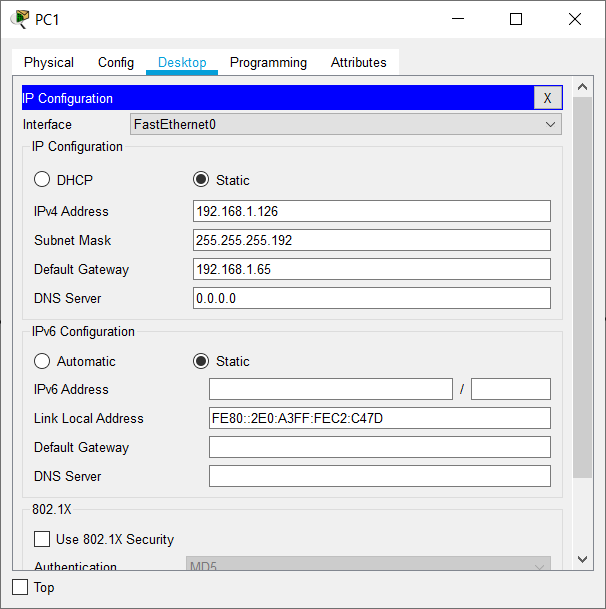 PC1
Physical Config Desktop Programming Attributes
IP Configuration X
Interface FastEthernet0
IP Configuration
DHCP Static
IPv4 Address 192.168.1.126
Subnet Mask 255.255.255.192
Default Gateway 192.168.1.65
DNS Server 0.0.0.0
IPv6 Configuration
Automatic Static
IPv6 Address /
Link Local Address FE80::2E0:A3FF:FEC2:C47D
Default Gateway
DNS Server
802.1X
Use 802.1X Security
Authentication MD5
Top